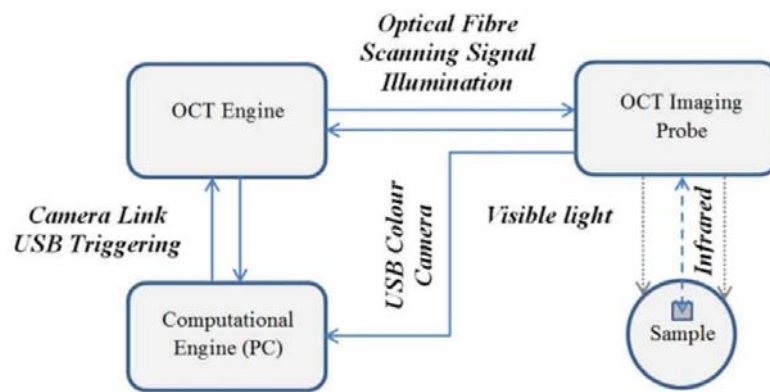 Optical Fibre
Scanning Signal
Illumination
OCT Engine
OCT Imaging
Probe
Camera Link
USB Triggering
USB Colour
Camera
Visible light
Infrared
Computational
Engine (PC)
Sample